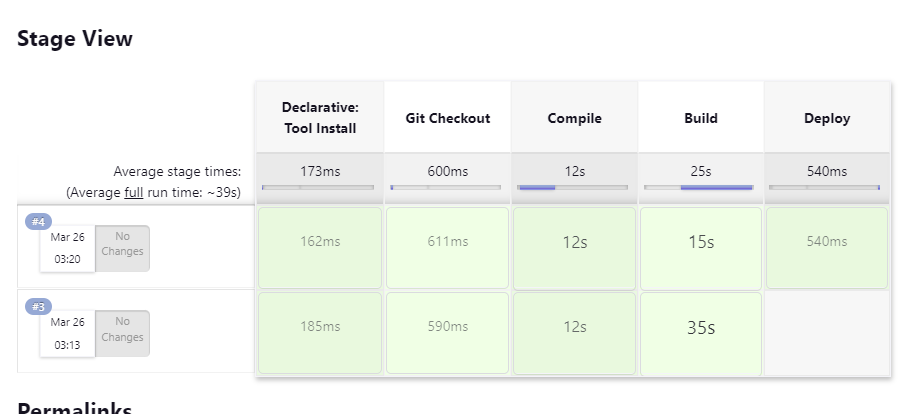 Stage View
Declarative:
Tool Install
Git Checkout
Compile
Build
Deploy
Average stage times:
(Average full run time: ~39s)
173ms
600ms
12s
25s
540ms
#4
Mar 26
03:20
No
Changes
162ms
611ms
12s
15s
540ms
#3
Mar 26
03:13
No
Changes
185ms
590ms
12s
35s
Permalinks